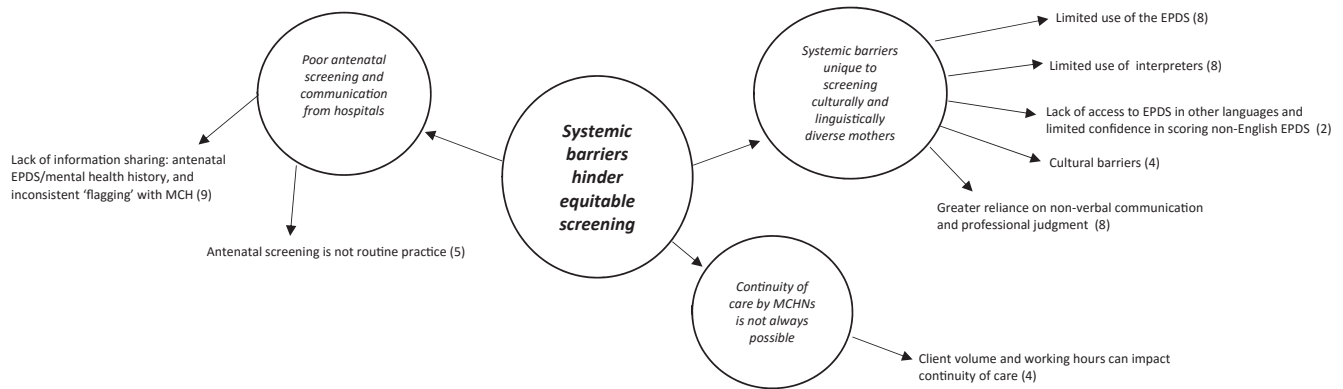 Poor antenatal
screening and
communication
from hospitals
Lack of information sharing: antenatal
EPDS/mental health history, and
inconsistent ‘flagging’ with MCH (9)
Antenatal screening is not routine practice (5)
Systemic
barriers
hinder
equitable
screening
Systemic barriers
unique to
screening
culturally and
linguistically
diverse mothers
Limited use of the EPDS (8)
Limited use of interpreters (8)
Lack of access to EPDS in other languages and
limited confidence in scoring non-English EPDS (2)
Cultural barriers (4)
Greater reliance on non-verbal communication
and professional judgment (8)
Continuity of
care by MCHNs
is not always
possible
Client volume and working hours can impact
continuity of care (4)